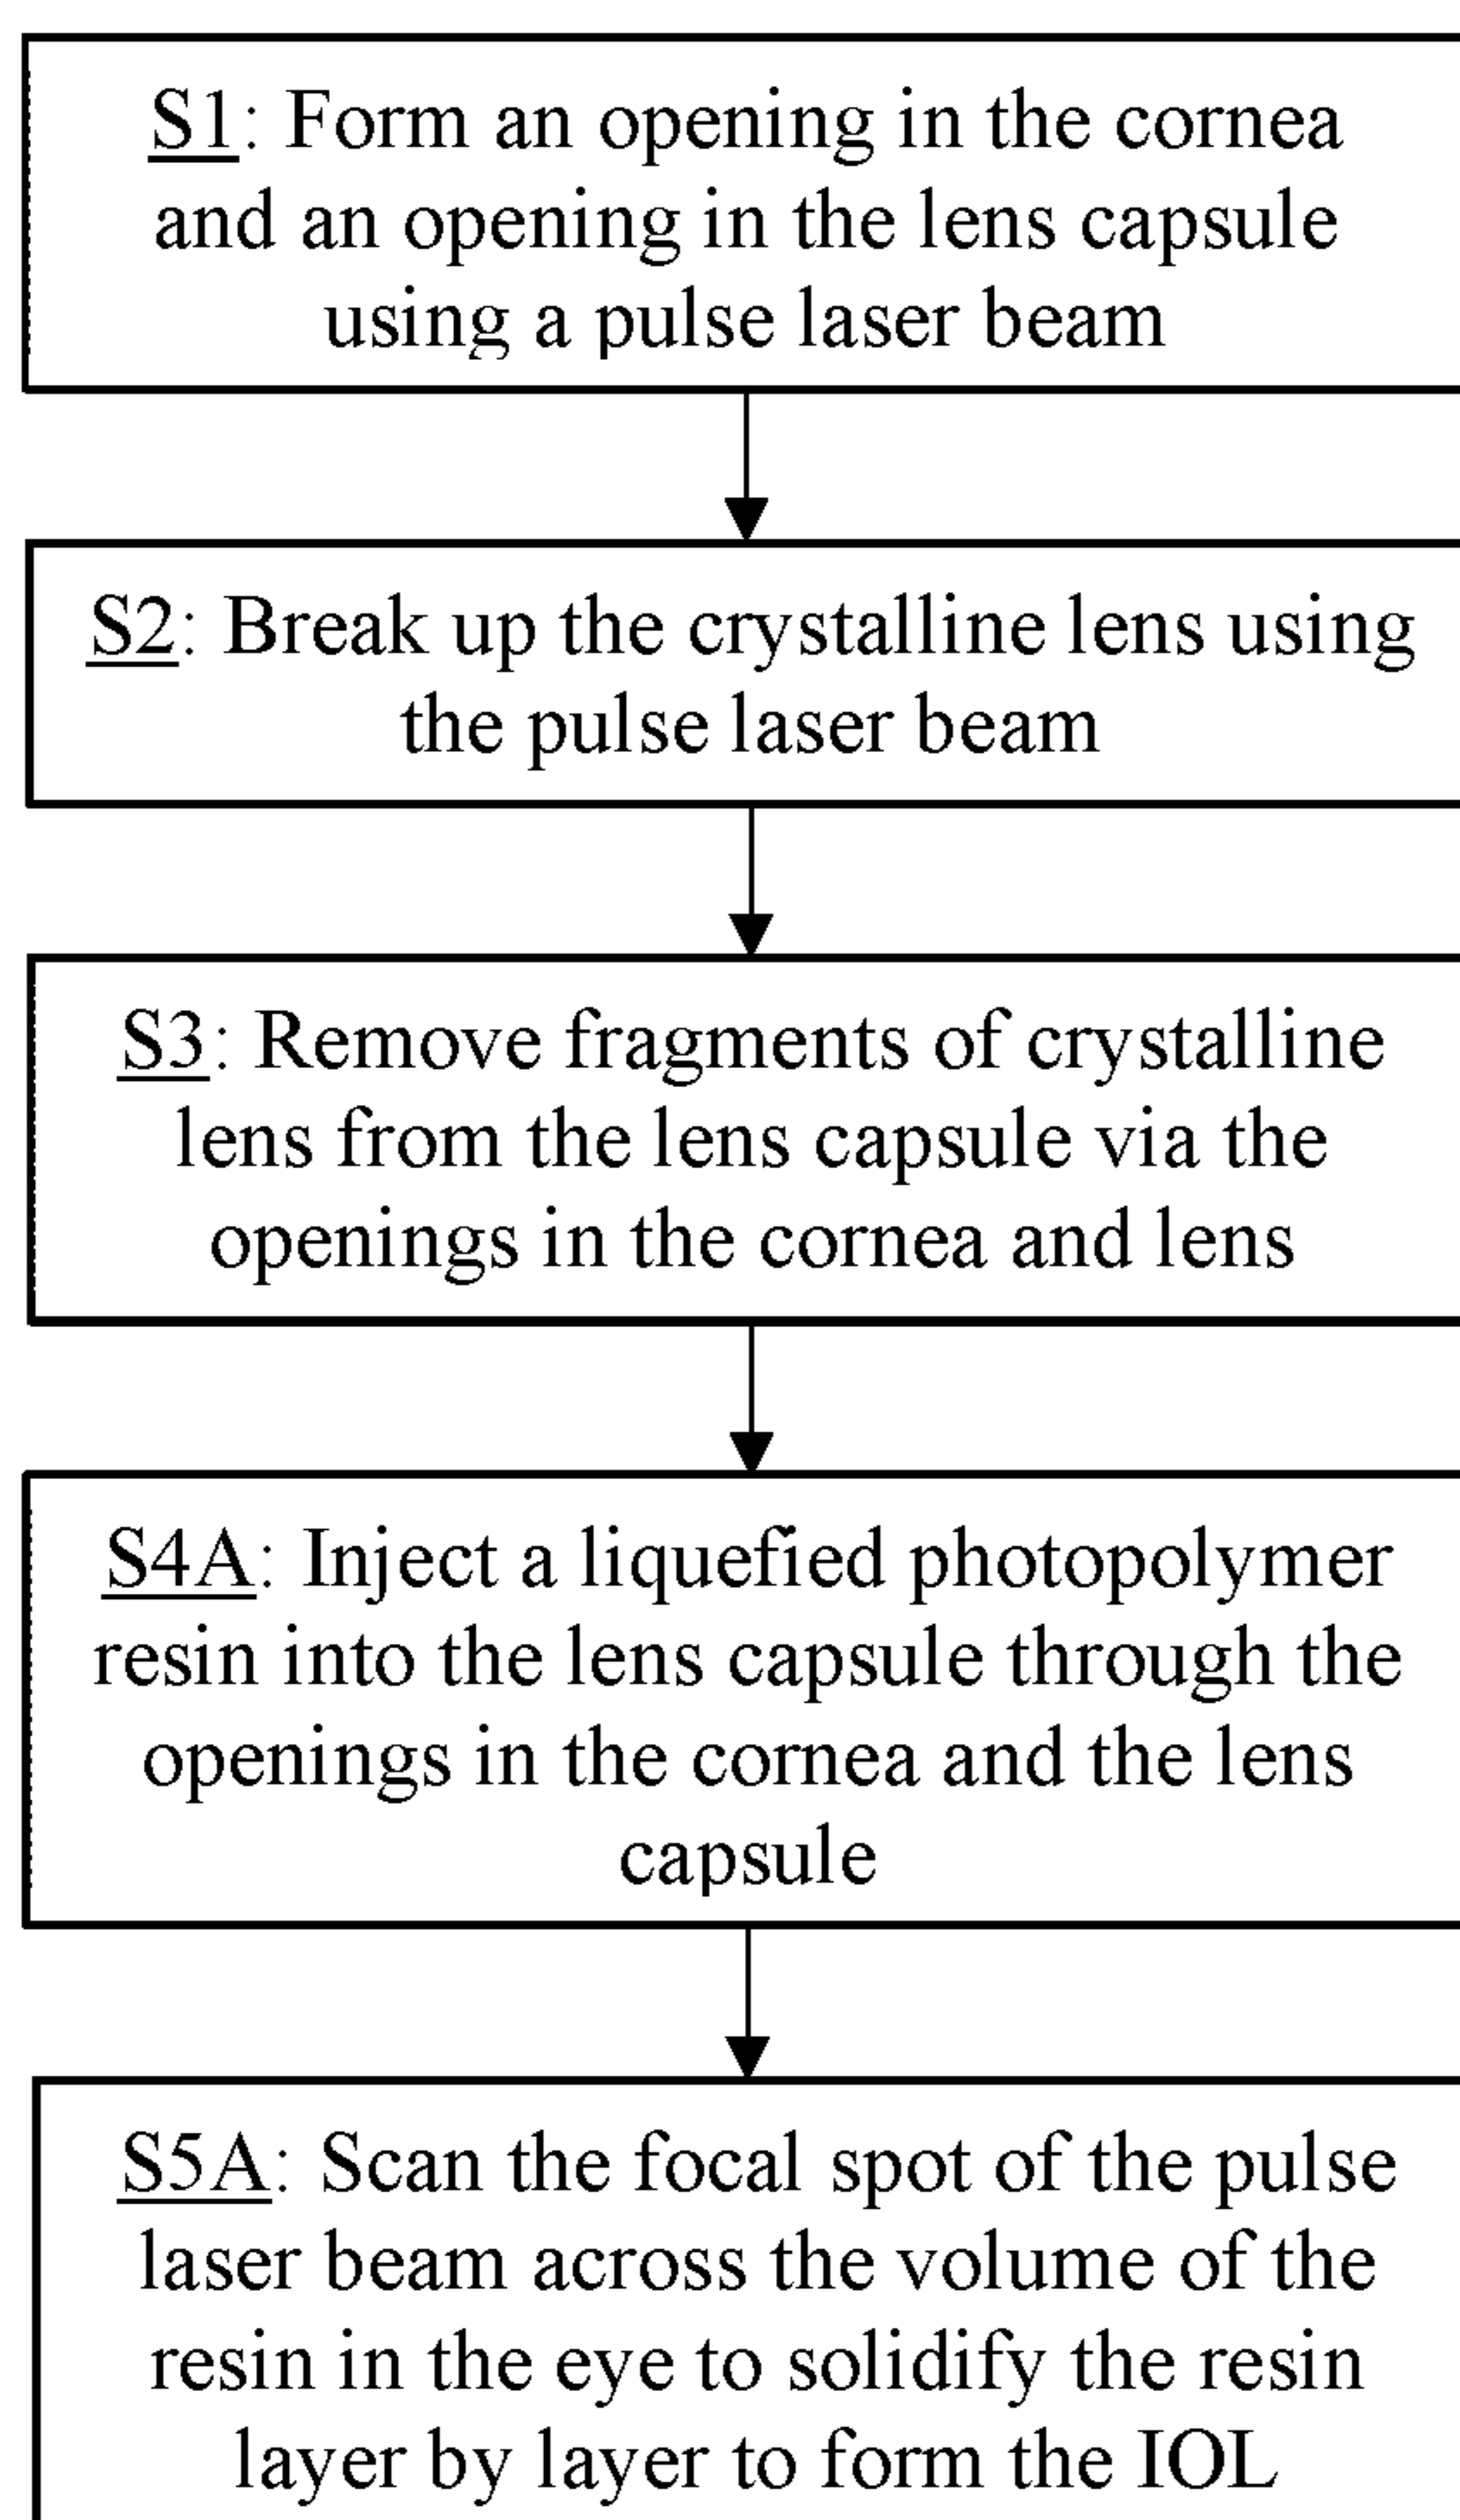 S1: Form an opening in the cornea
and an opening in the lens capsule
using a pulse laser beam
S2: Break up the crystalline lens using
the pulse laser beam
S3: Remove fragments of crystalline
lens from the lens capsule via the
openings in the cornea and lens
S4A: Inject a liquefied photopolymer
resin into the lens capsule through the
openings in the cornea and the lens
capsule
S5A: Scan the focal spot of the pulse
laser beam across the volume of the
resin in the eye to solidify the resin
layer by layer to form the IOL